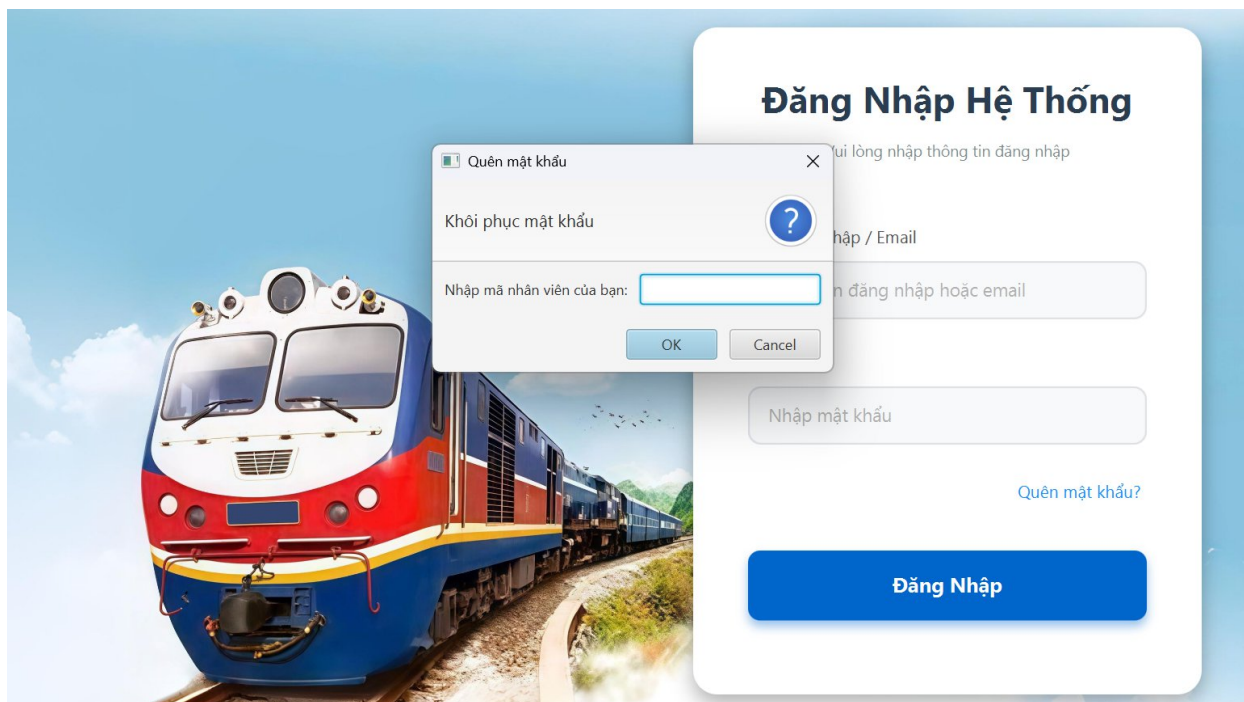 Đăng Nhập Hệ Thống
lòng nhập thông tin đăng nhập
Quên mật khẩu
Khôi phục mật khẩu
?
/ Email
Nhập mã nhân viên của bạn:
đăng nhập hoặc email
OK
Cancel
Nhập mật khẩu
Quên mật khẩu?
Đăng Nhập